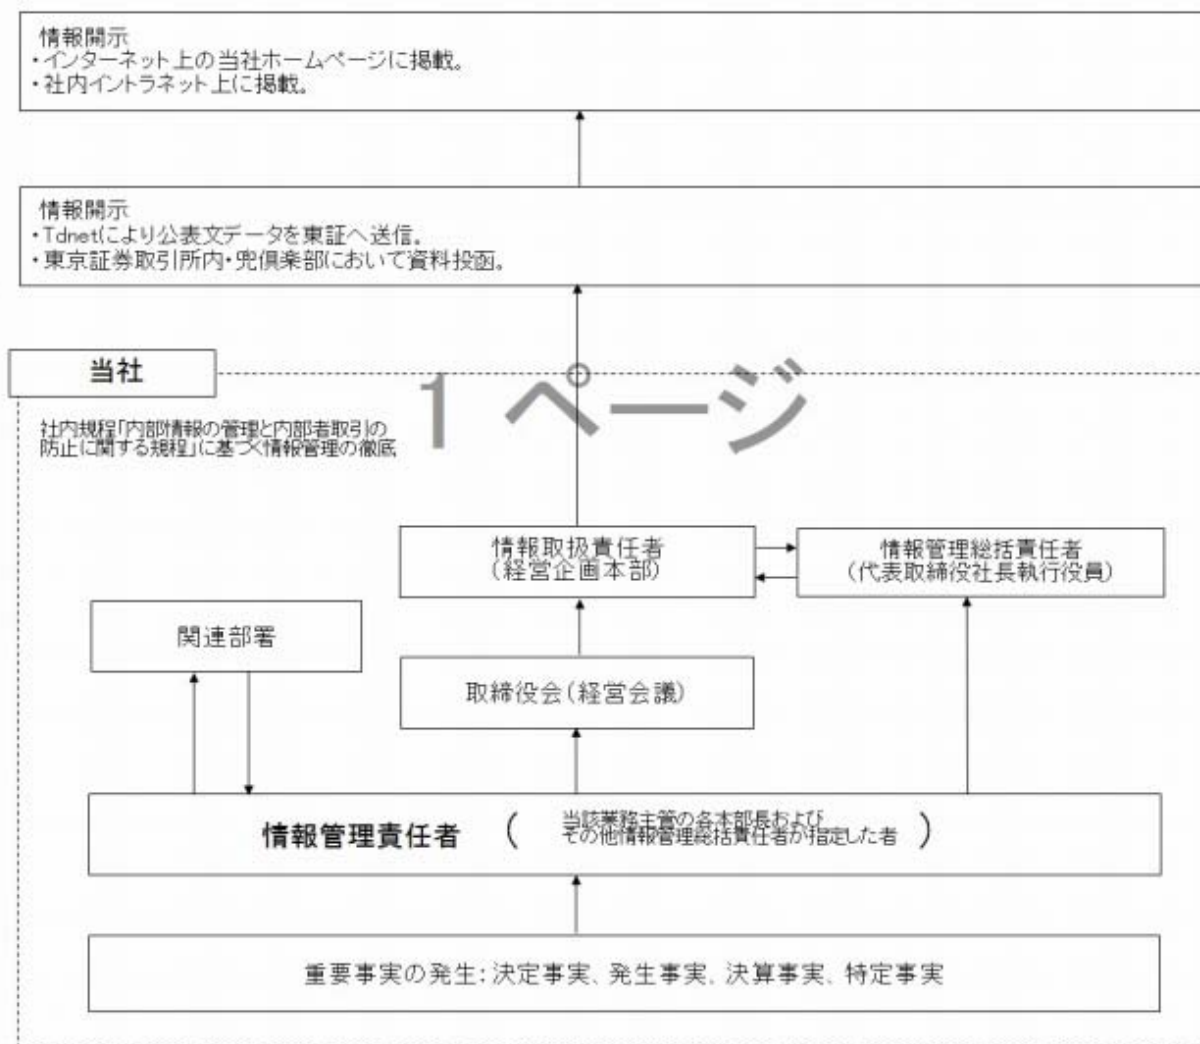 情報開示
・インターネット上の当社ホームページに掲載。
・社内イントラネット上に掲載。
情報開示
・Tdnetにより公表文データを東証へ送信。
・東京証券取引所内・兜倶楽部において資料投函。
当社
1 ページ
社内規程「内部情報の管理と内部者取引の
防止に関する規程」に基づく情報管理の徹底
情報取扱責任者
(経営企画本部)
情報管理総括責任者
(代表取締役社長執行役員)
関連部署
取締役会(経営会議)
情報管理責任者
(当該業務主管の各本部長および
その他情報管理総括責任者が指定した者)
重要事実の発生:決定事実、発生事実、決算事実、特定事実